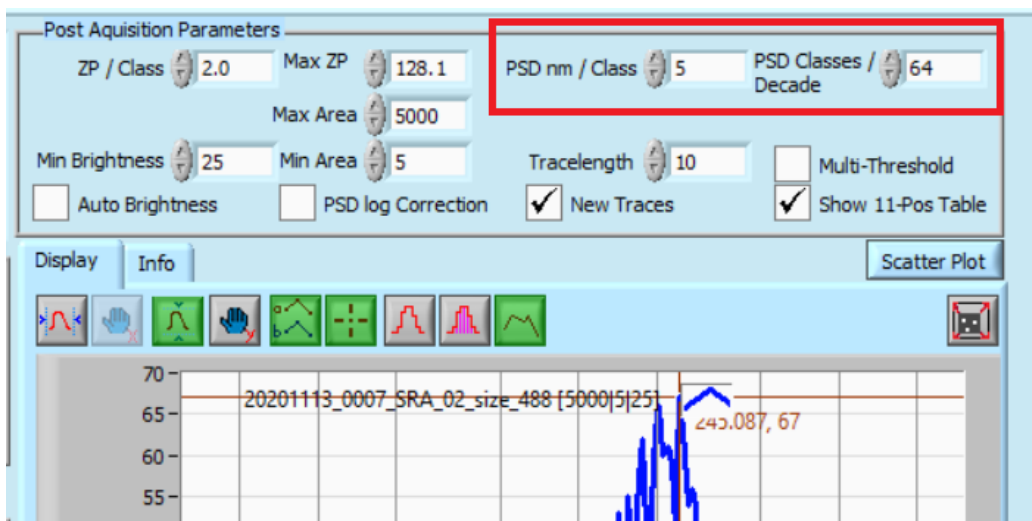 Post Aquisition Parameters
ZP / Class 2.0 Max ZP 128.1 PSD nm / Class 5 PSD Classes / 64
Decade
Max Area 5000
Min Brightness 25 Min Area 5 Tracelength 10 Multi-Threshold
Auto Brightness PSD log Correction New Traces Show 11-Pos Table
Display Info Scatter Plot
a
b
70
20201113_0007_SRA_02_size_488 [5000|5|25]
65
245.087, 67
60
55